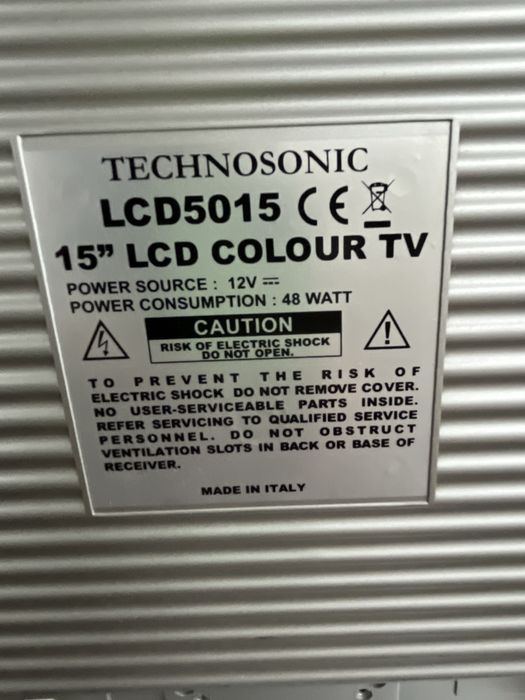 TECHNOSONIC
LCD5015 CE
15” LCD COLOUR TV
POWER SOURCE : 12V ⎓
POWER CONSUMPTION : 48 WATT
CAUTION
RISK OF ELECTRIC SHOCK
DO NOT OPEN.
TO PREVENT THE RISK OF
ELECTRIC SHOCK DO NOT REMOVE COVER.
NO USER-SERVICEABLE PARTS INSIDE.
REFER SERVICING TO QUALIFIED SERVICE
PERSONNEL. DO NOT OBSTRUCT
VENTILATION SLOTS IN BACK OR BASE OF
RECEIVER.
MADE IN ITALY